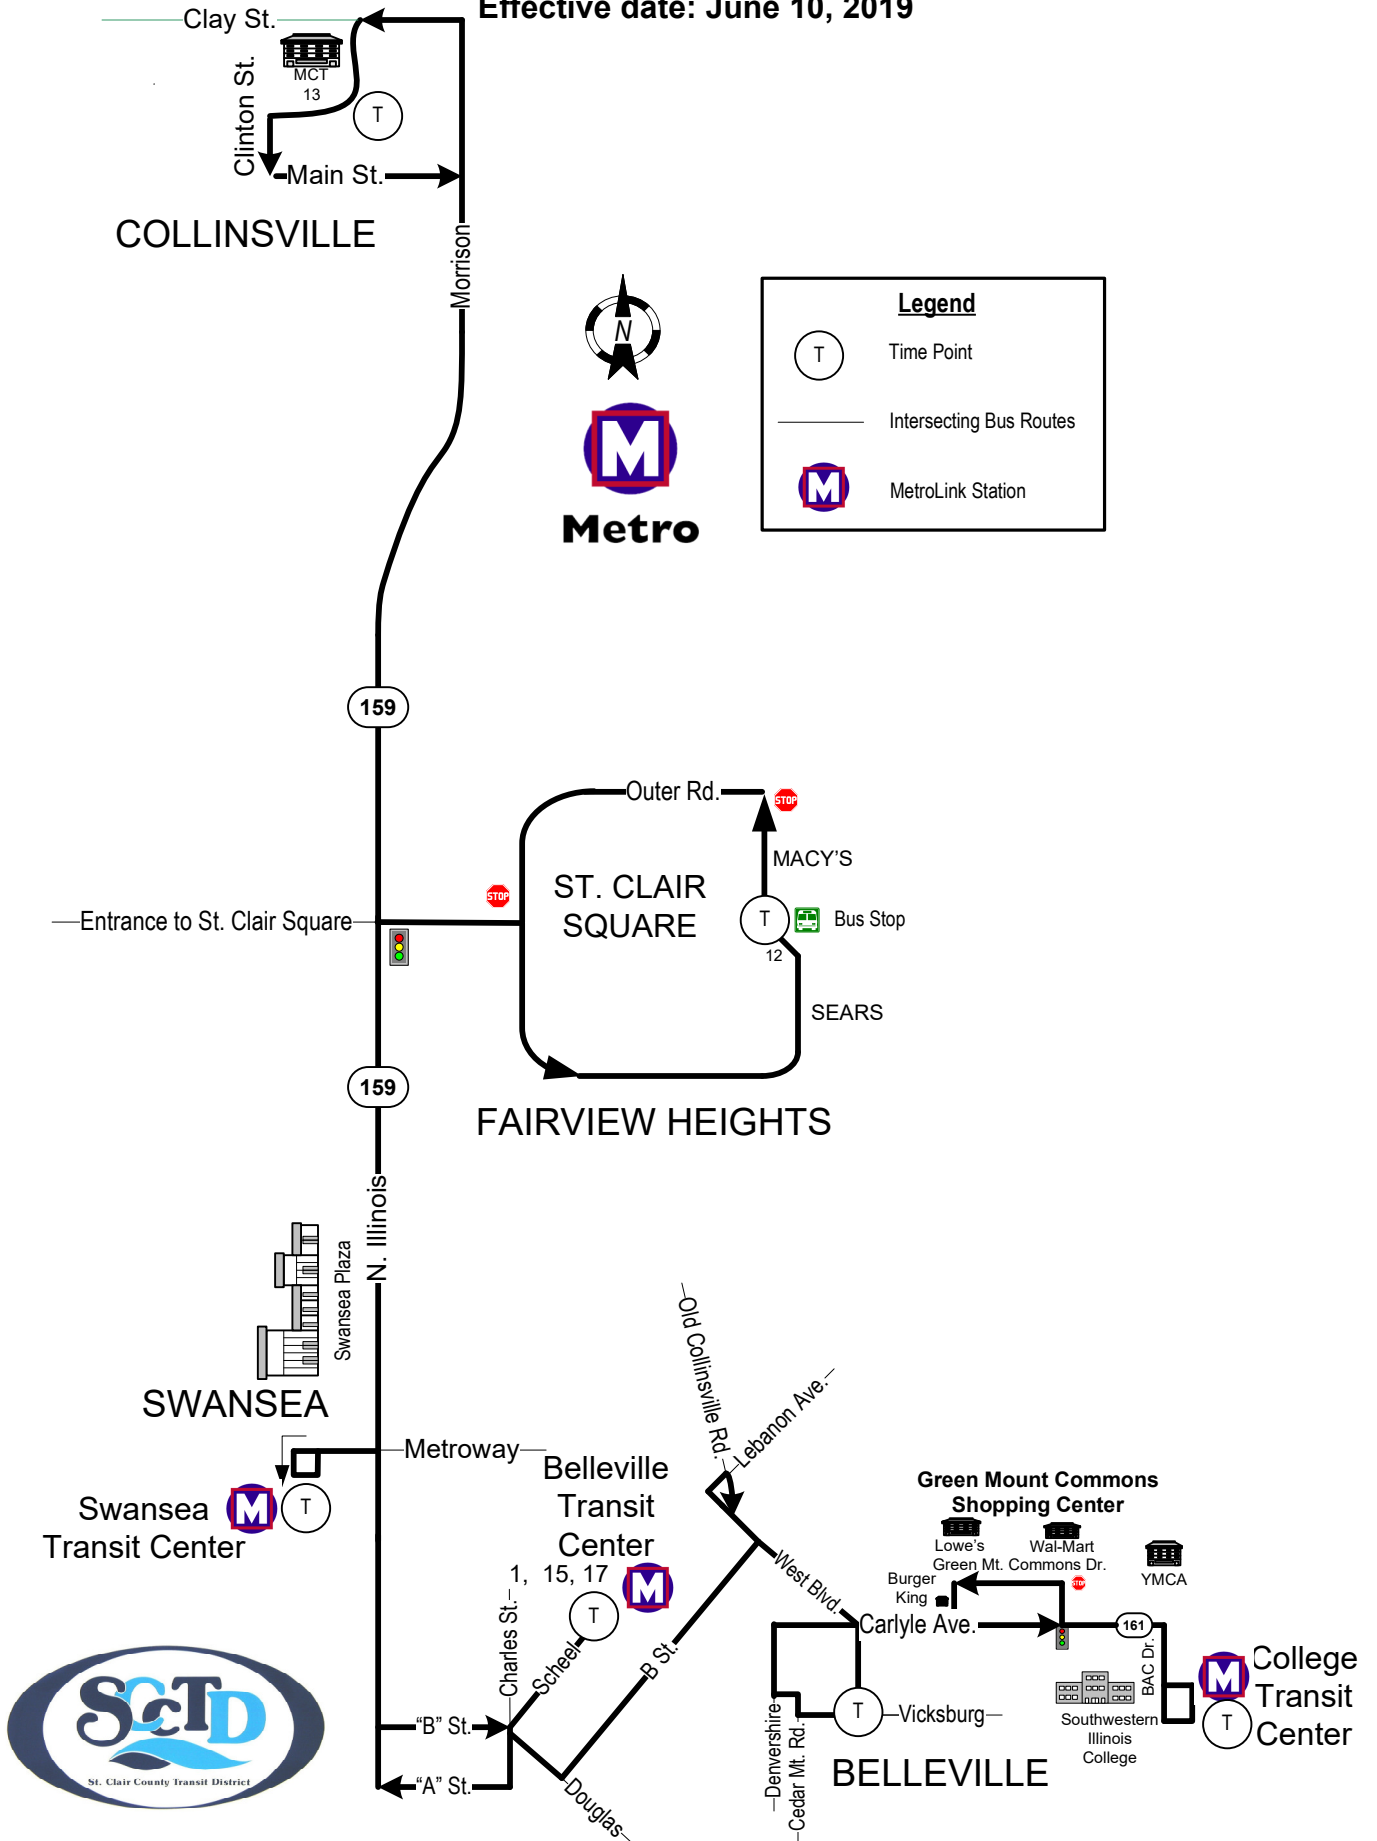 Effective date: June 10, 2019
Clay St.
MCT
13
Clinton St.
T
Main St.
COLLINSVILLE
Morrison
N
Metro
Legend
T
Time Point
Intersecting Bus Routes
M
MetroLink Station
159
Outer Rd.
STOP
MACY'S
ST. CLAIR
SQUARE
STOP
Entrance to St. Clair Square
T
12
Bus Stop
SEARS
159
FAIRVIEW HEIGHTS
N. Illinois
Swansea Plaza
SWANSEA
Metroway
Swansea
Transit Center
M
T
Belleville
Transit
Center
1, 15, 17
M
T
Charles St.
Scheel
B St.
"B" St.
"A" St.
Douglas
Old Collinsville Rd.
Lebanon Ave.
West Blvd.
Green Mount Commons
Shopping Center
Lowe's
Wal-Mart
Green Mt. Commons Dr.
YMCA
Burger
King
STOP
Carlyle Ave.
161
BAC Dr.
M
T
College
Transit
Center
Southwestern
Illinois
College
T
Vicksburg
Denvershire
Cedar Mt. Rd.
BELLEVILLE
SCCTD
St. Clair County Transit District